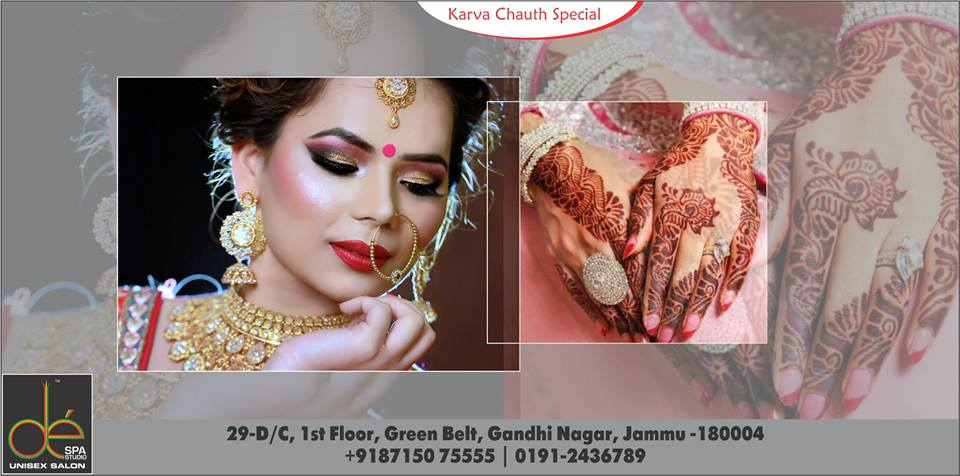 Karva Chauth Special
dé
TM
SPA
STUDIO
UNISEX SALON
29-D/C, 1st Floor, Green Belt, Gandhi Nagar, Jammu -180004
+9187150 75555 | 0191-2436789